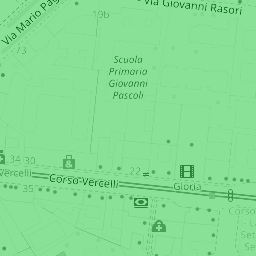 Via Giovanni Rasori
19b
Via Mario Pag
73
Scuola
Primaria
Giovanni
Pascoli
34-30
22
Vercelli
Corso Vercelli
Gloria
35
Corso